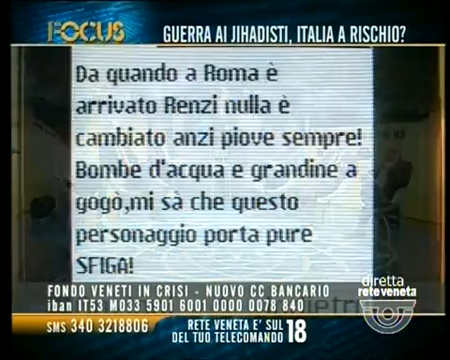 FOCUS
GUERRA AI JIHADISTI, ITALIA A RISCHIO?
Da quando a Roma è
arrivato Renzi nulla è
cambiato anzi piove sempre!
Bombe d'acqua e grandine a
gogò,mi sà che questo
personaggio porta pure
SFIGA!
diretta
reteveneta
FONDO VENETI IN CRISI - NUOVO CC BANCARIO
iban IT53 M033 5901 6001 0000 0078 840
SMS 340 3218806
RETE VENETA E' SUL
DEL TUO TELECOMANDO 18